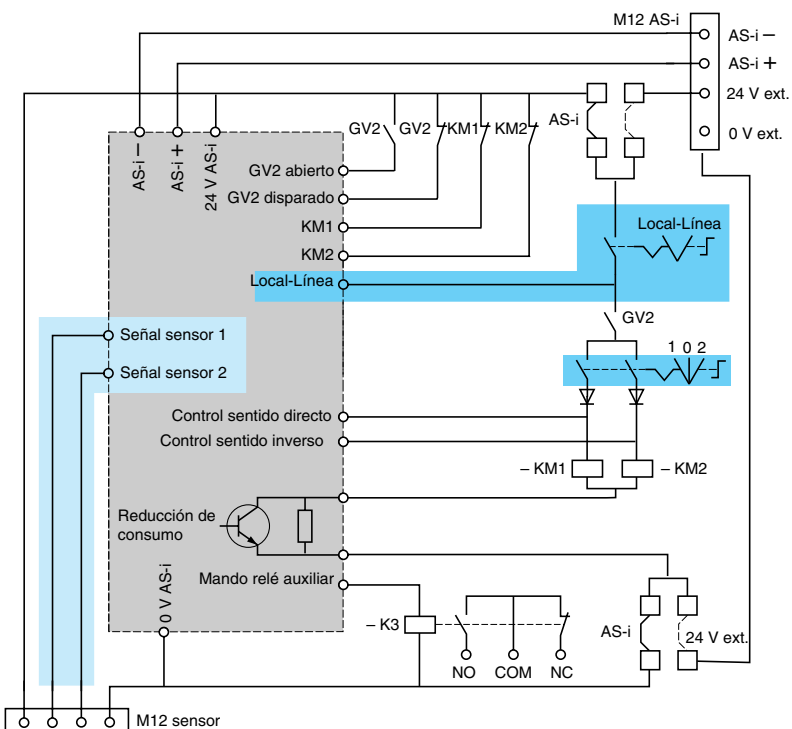 M12 AS-i
AS-i −
AS-i +
24 V ext.
0 V ext.
AS-i
GV2
GV2
KM1
KM2
AS-i −
AS-i +
24 V AS-i
GV2 abierto
GV2 disparado
KM1
KM2
Local-Línea
Local-Línea
GV2
1 0 2
Señal sensor 1
Señal sensor 2
Control sentido directo
Control sentido inverso
– KM1
– KM2
Reducción de
consumo
Mando relé auxiliar
0 V AS-i
– K3
NO
COM
NC
AS-i
24 V ext.
M12 sensor